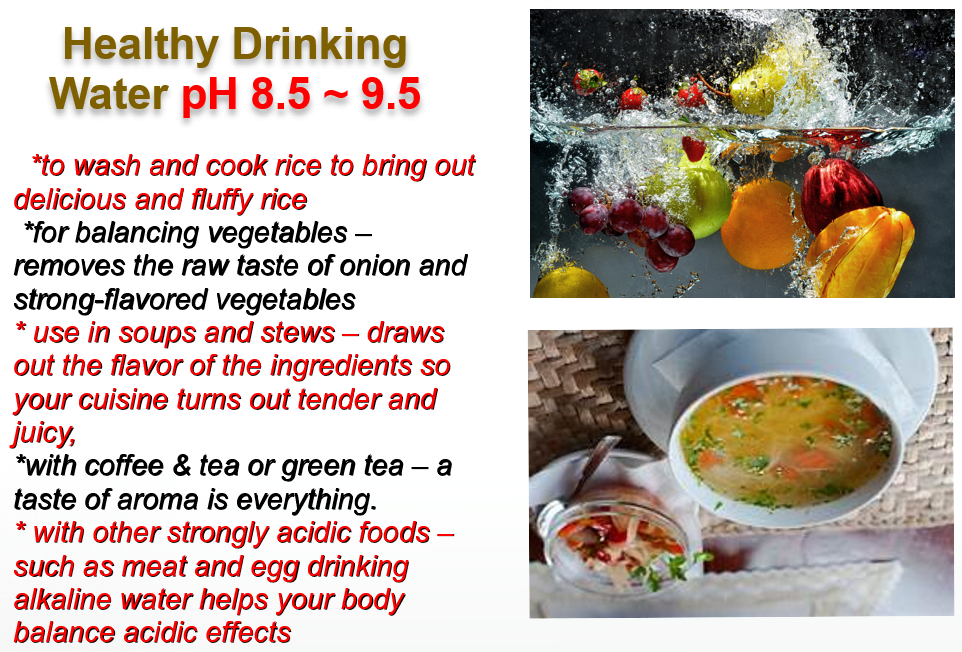 Healthy Drinking
Water pH 8.5 ~ 9.5
*to wash and cook rice to bring out
delicious and fluffy rice
*for balancing vegetables –
removes the raw taste of onion and
strong-flavored vegetables
* use in soups and stews – draws
out the flavor of the ingredients so
your cuisine turns out tender and
juicy,
*with coffee & tea or green tea – a
taste of aroma is everything.
* with other strongly acidic foods –
such as meat and egg drinking
alkaline water helps your body
balance acidic effects